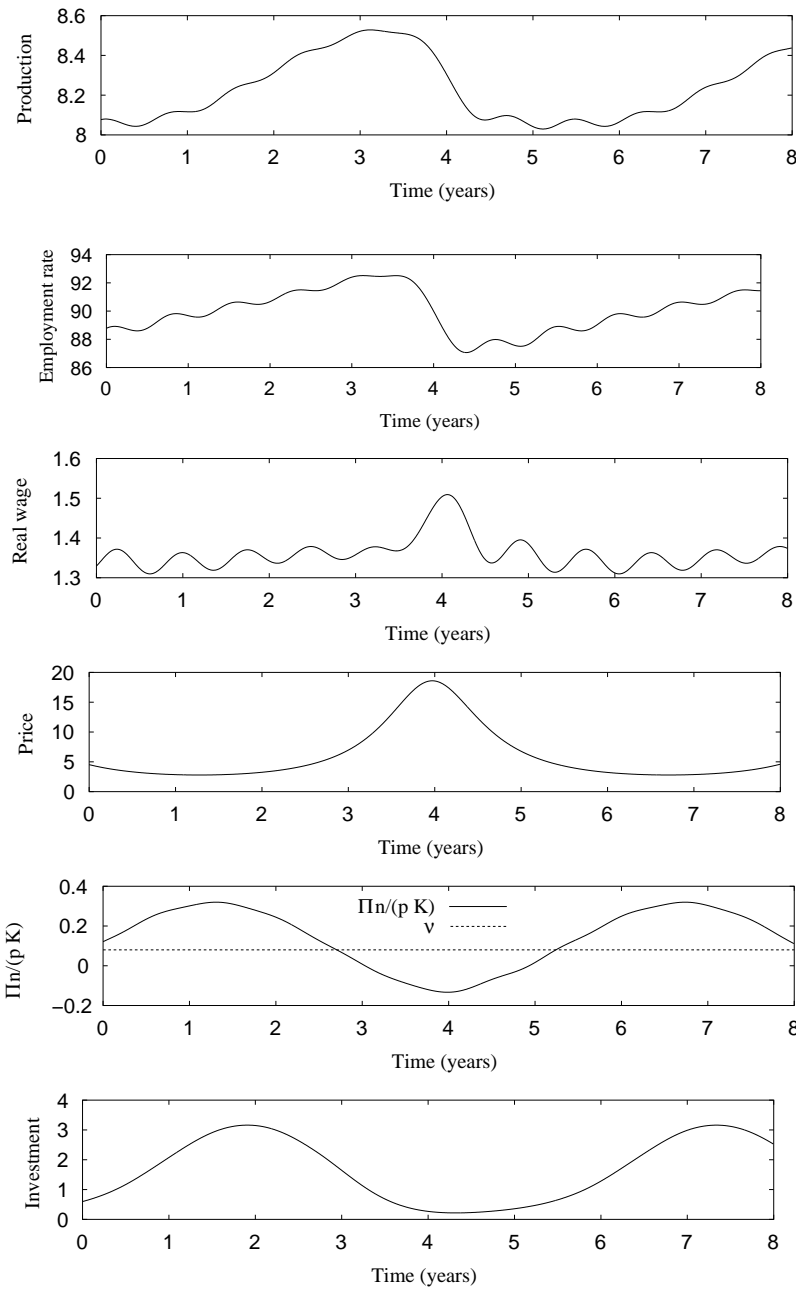 Production
8.6
8.4
8.2
8
0 1 2 3 4 5 6 7 8
Time (years)
Employment rate
94
92
90
88
86
0 1 2 3 4 5 6 7 8
Time (years)
Real wage
1.6
1.5
1.4
1.3
0 1 2 3 4 5 6 7 8
Time (years)
Price
20
15
10
5
0
0 1 2 3 4 5 6 7 8
Time (years)
Πn/(p K)
0.4
0.2
0
−0.2
Πn/(p K)
ν
0 1 2 3 4 5 6 7 8
Time (years)
Investment
4
3
2
1
0
0 1 2 3 4 5 6 7 8
Time (years)